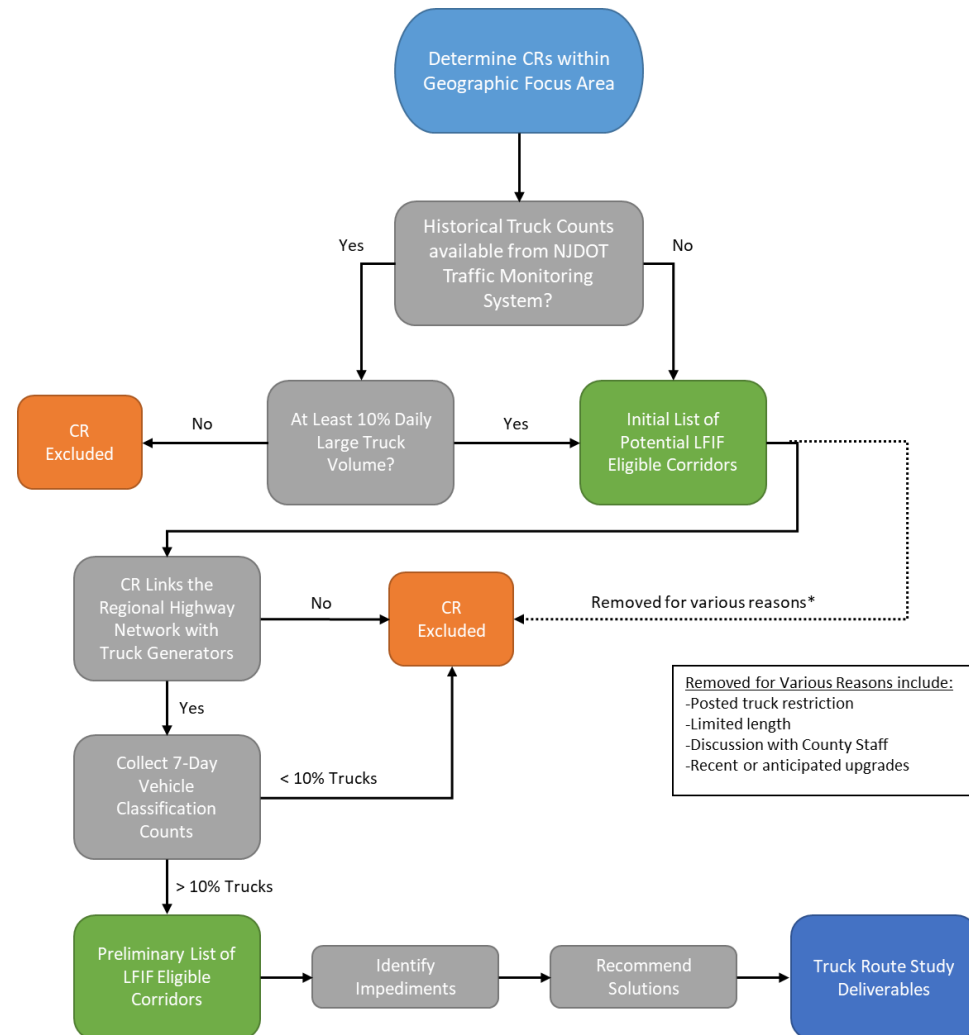 Determine CRs within
Geographic Focus Area
Historical Truck Counts
available from NJDOT
Traffic Monitoring
System?
Yes
No
At Least 10% Daily
Large Truck
Volume?
No
Yes
CR
Excluded
Initial List of
Potential LFIF
Eligible Corridors
CR Links the
Regional Highway
Network with
Truck Generators
No
CR
Excluded
Removed for various reasons*
Yes
Removed for Various Reasons include:
-Posted truck restriction
-Limited length
-Discussion with County Staff
-Recent or anticipated upgrades
Collect 7-Day
Vehicle
Classification
Counts
< 10% Trucks
> 10% Trucks
Preliminary List of
LFIF Eligible
Corridors
Identify
Impediments
Recommend
Solutions
Truck Route Study
Deliverables